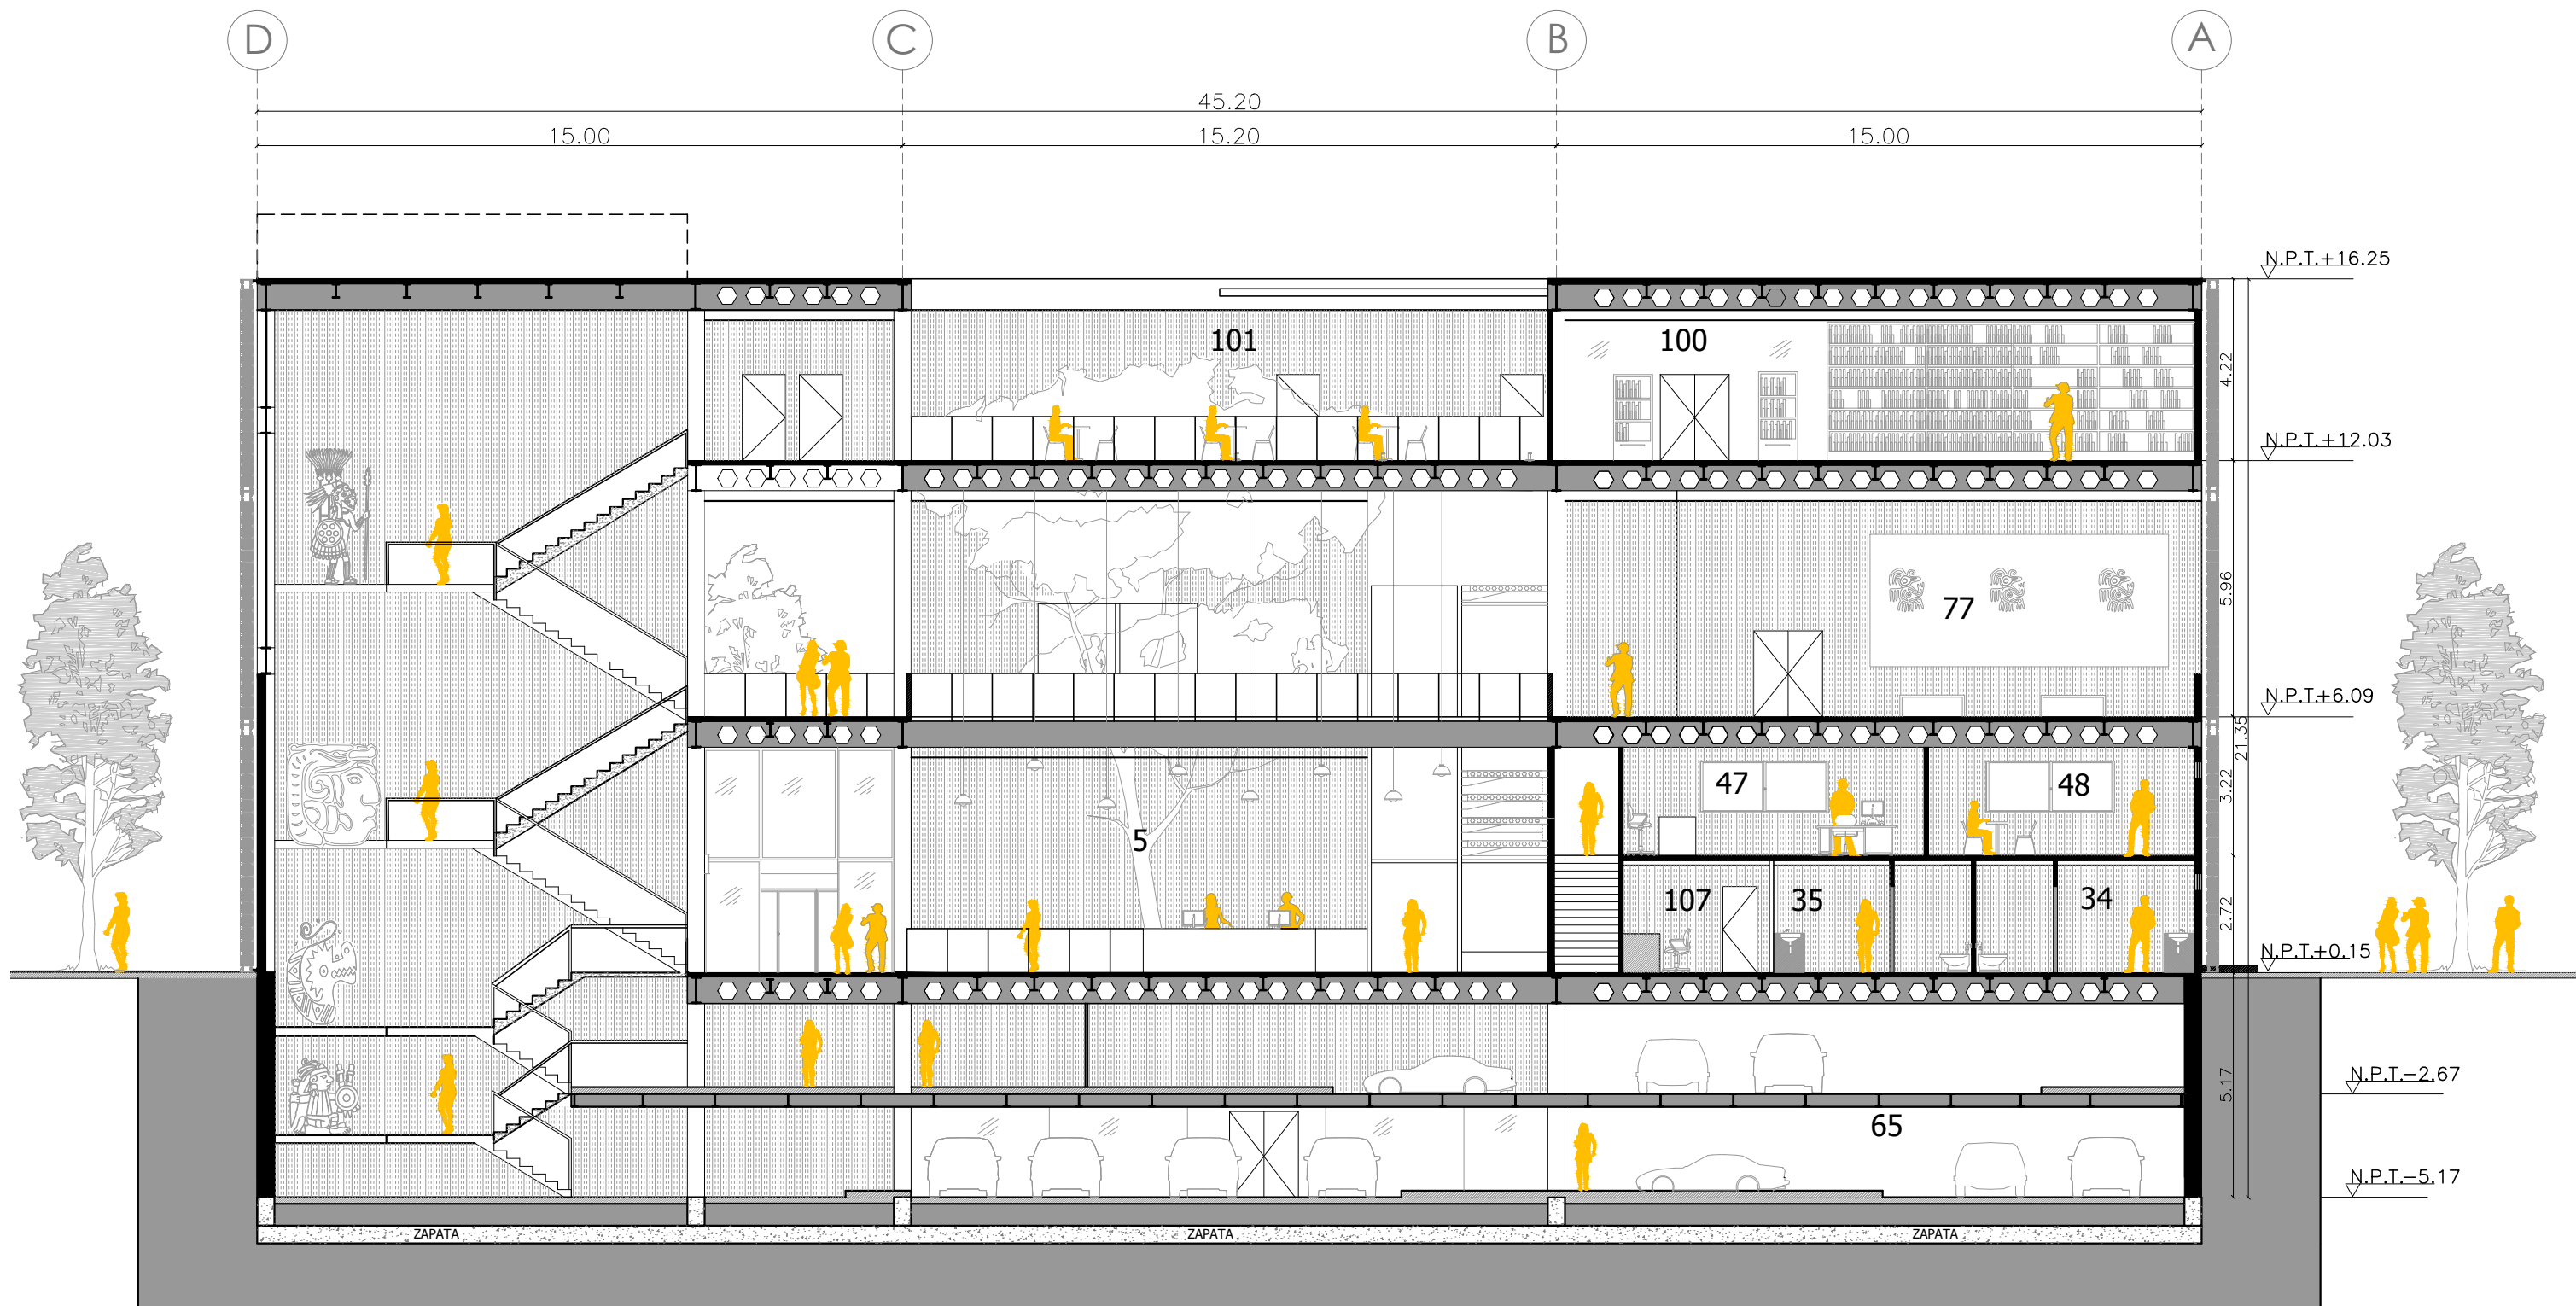 D C B A
45.20
15.00 15.20 15.00
N.P.T.+16.25
101 100
4.22
N.P.T.+12.03
5.96
77
N.P.T.+6.09
21.35
47 48
3.22
5
107 35 34
2.72
N.P.T.+0.15
N.P.T.-2.67
5.17
65
N.P.T.-5.17
ZAPATA ZAPATA ZAPATA